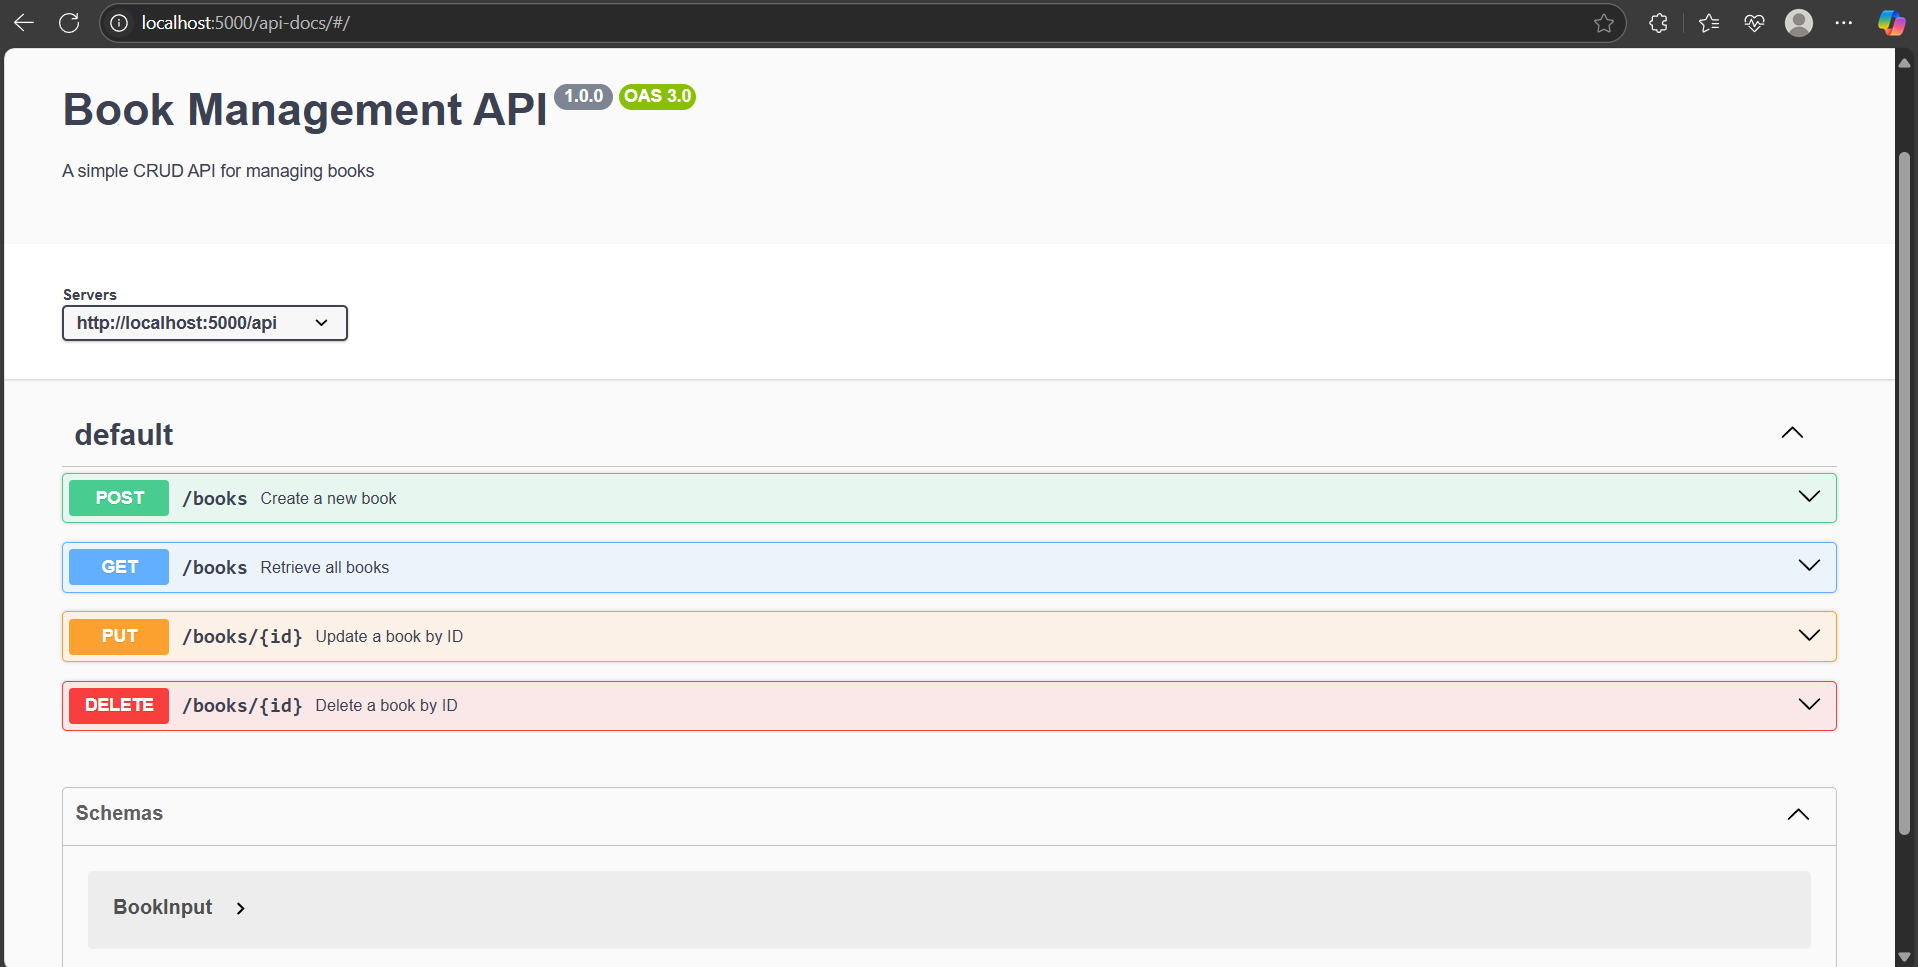 localhost:5000/api-docs/#/
Book Management API 1.0.0 OAS 3.0
A simple CRUD API for managing books
Servers
http://localhost:5000/api
default
POST /books Create a new book
GET /books Retrieve all books
PUT /books/{id} Update a book by ID
DELETE /books/{id} Delete a book by ID
Schemas
BookInput